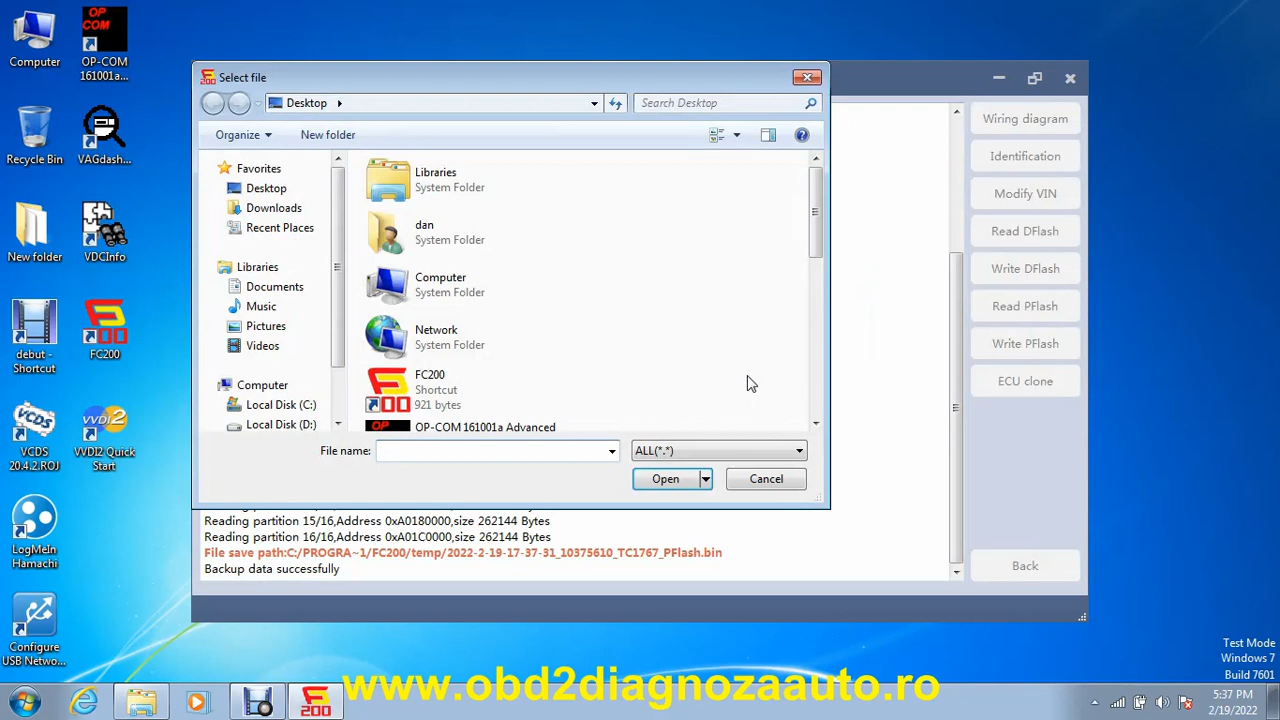 Computer
OP
COM
OP-COM
161001a...
Recycle Bin
VAGdash...
New folder
VDCInfo
debut -
Shortcut
FC200
VCDS
20.4.2.ROJ
VVDI2
VVDI2 Quick
Start
LogMeIn
Hamachi
Configure
USB Netwo...
Select file
Desktop
Search Desktop
Organize
New folder
Favorites
Desktop
Downloads
Recent Places
Libraries
Documents
Music
Pictures
Videos
Computer
Local Disk (C:)
Local Disk (D:)
Libraries
System Folder
dan
System Folder
Computer
System Folder
Network
System Folder
FC200
Shortcut
921 bytes
OP-COM 161001a Advanced
File name:
ALL(*.*)
Open
Cancel
Wiring diagram
Identification
Modify VIN
Read DFlash
Write DFlash
Read PFlash
Write PFlash
ECU clone
Back
Reading partition 15/16,Address 0xA0180000,size 262144 Bytes
Reading partition 16/16,Address 0xA01C0000,size 262144 Bytes
File save path:C:/PROGRA~1/FC200/temp/2022-2-19-17-37-31_10375610_TC1767_PFlash.bin
Backup data successfully
Test Mode
Windows 7
Build 7601
www.obd2diagnozaauto.ro
5:37 PM
2/19/2022